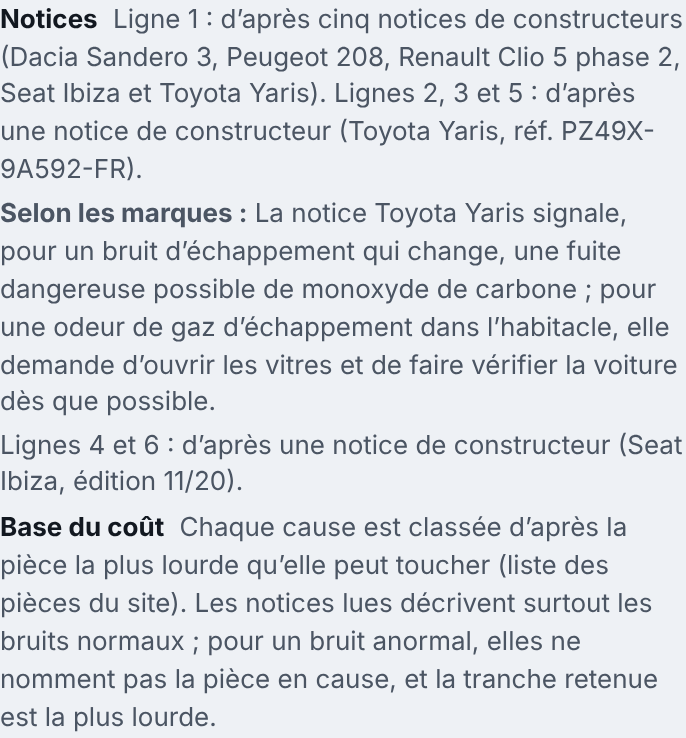 Notices Ligne 1 : d’après cinq notices de constructeurs
(Dacia Sandero 3, Peugeot 208, Renault Clio 5 phase 2,
Seat Ibiza et Toyota Yaris). Lignes 2, 3 et 5 : d’après
une notice de constructeur (Toyota Yaris, réf. PZ49X-
9A592-FR).
Selon les marques : La notice Toyota Yaris signale,
pour un bruit d’échappement qui change, une fuite
dangereuse possible de monoxyde de carbone ; pour
une odeur de gaz d’échappement dans l’habitacle, elle
demande d’ouvrir les vitres et de faire vérifier la voiture
dès que possible.
Lignes 4 et 6 : d’après une notice de constructeur (Seat
Ibiza, édition 11/20).
Base du coût Chaque cause est classée d’après la
pièce la plus lourde qu’elle peut toucher (liste des
pièces du site). Les notices lues décrivent surtout les
bruits normaux ; pour un bruit anormal, elles ne
nomment pas la pièce en cause, et la tranche retenue
est la plus lourde.